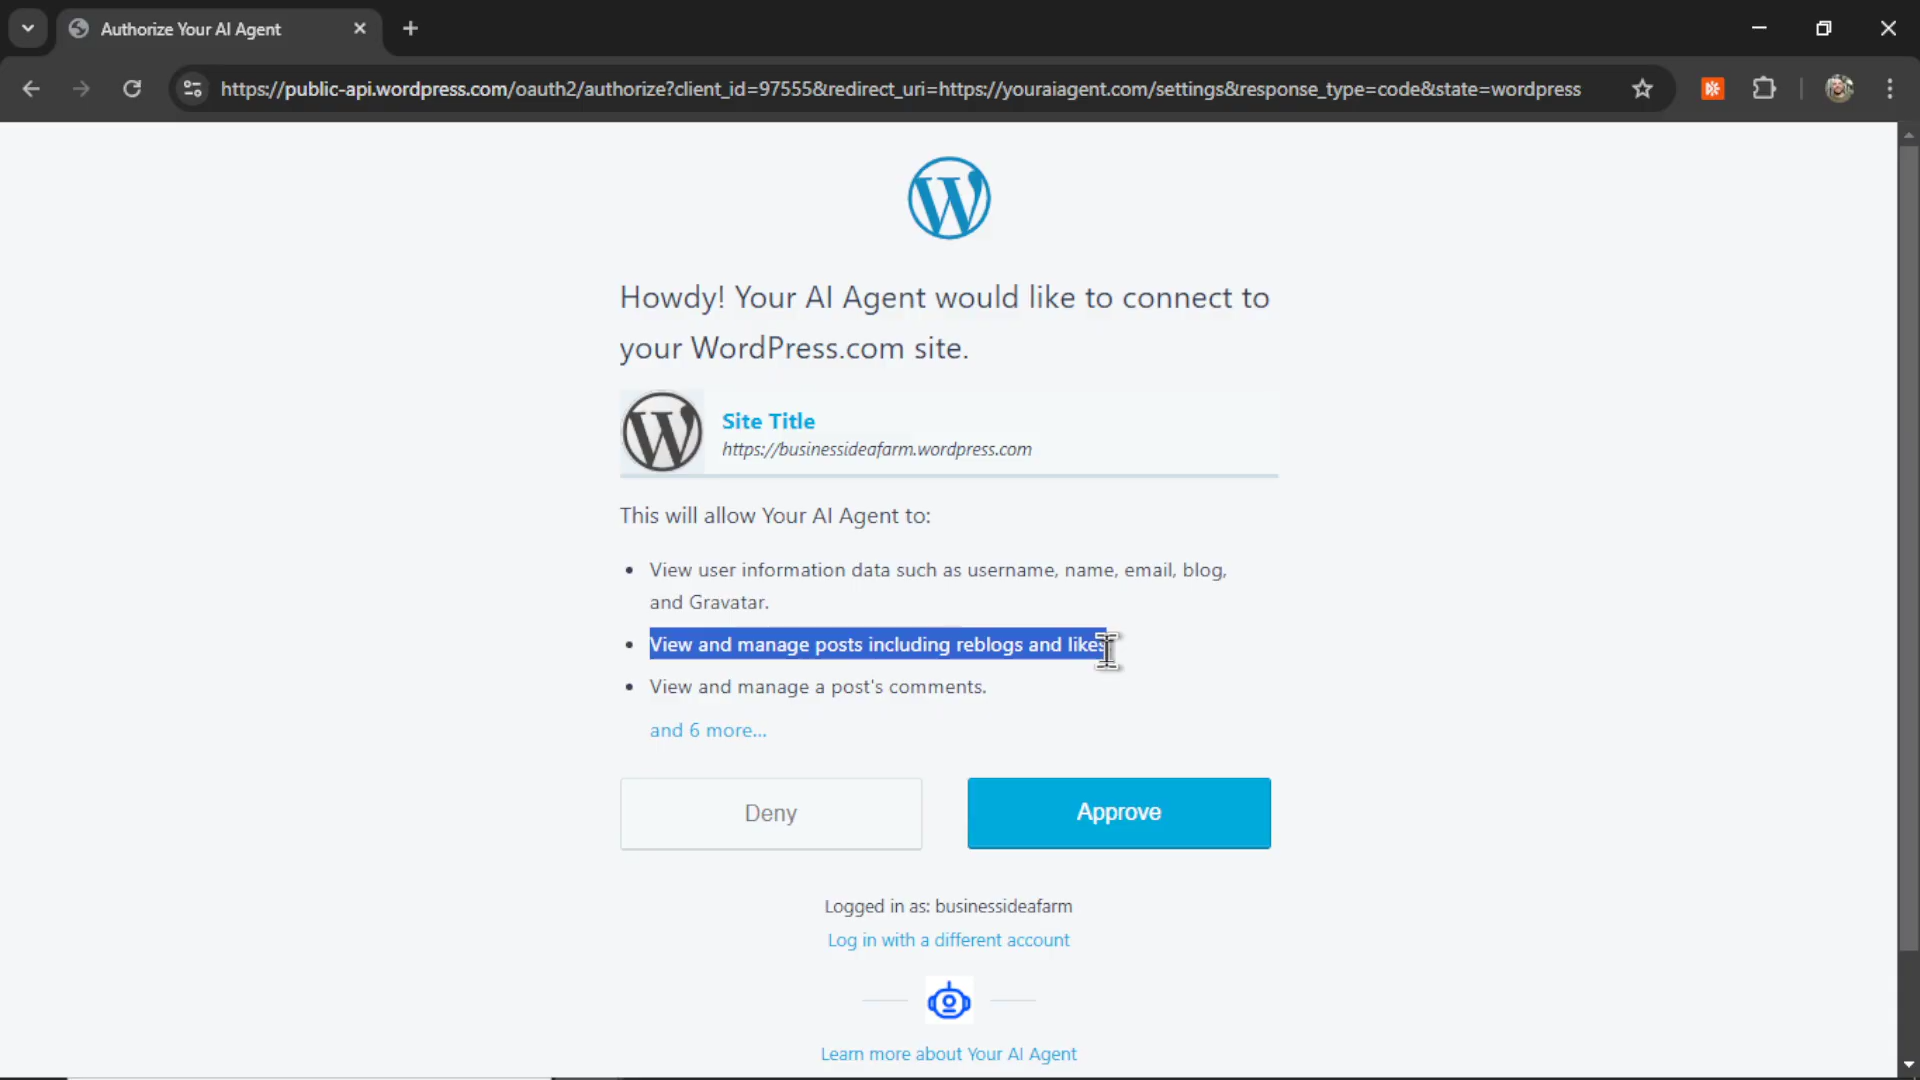 Authorize Your AI Agent
https://public-api.wordpress.com/oauth2/authorize?client_id=97555&redirect_uri=https://youraiagent.com/settings&response_type=code&state=wordpress
Howdy! Your AI Agent would like to connect to
your WordPress.com site.
Site Title
https://businessideafarm.wordpress.com
This will allow Your AI Agent to:
View user information data such as username, name, email, blog,
and Gravatar.
View and manage posts including reblogs and likes
View and manage a post's comments.
and 6 more...
Deny
Approve
Logged in as: businessideafarm
Log in with a different account
Learn more about Your AI Agent